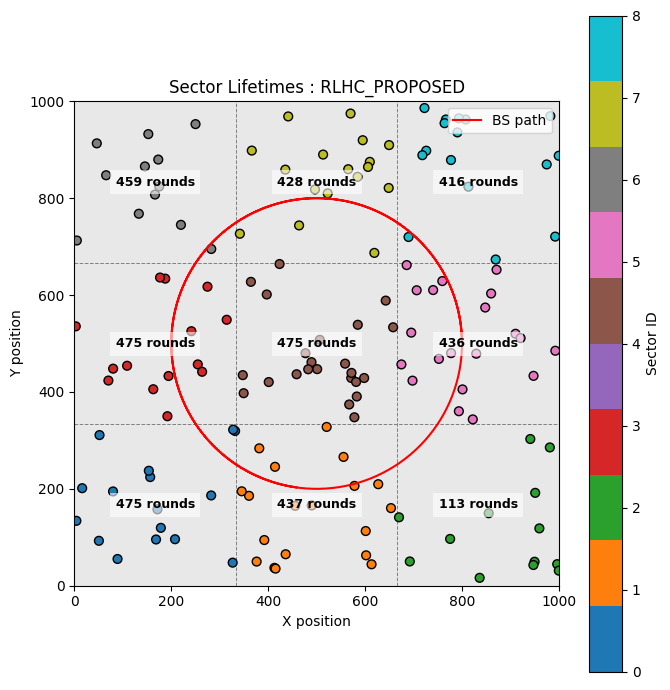 Sector Lifetimes : RLHC_PROPOSED
BS path
459 rounds
428 rounds
416 rounds
475 rounds
475 rounds
436 rounds
475 rounds
437 rounds
113 rounds
1000
800
600
400
200
0
Y position
0
200
400
600
800
1000
X position
8
7
6
5
4
3
2
1
0
Sector ID